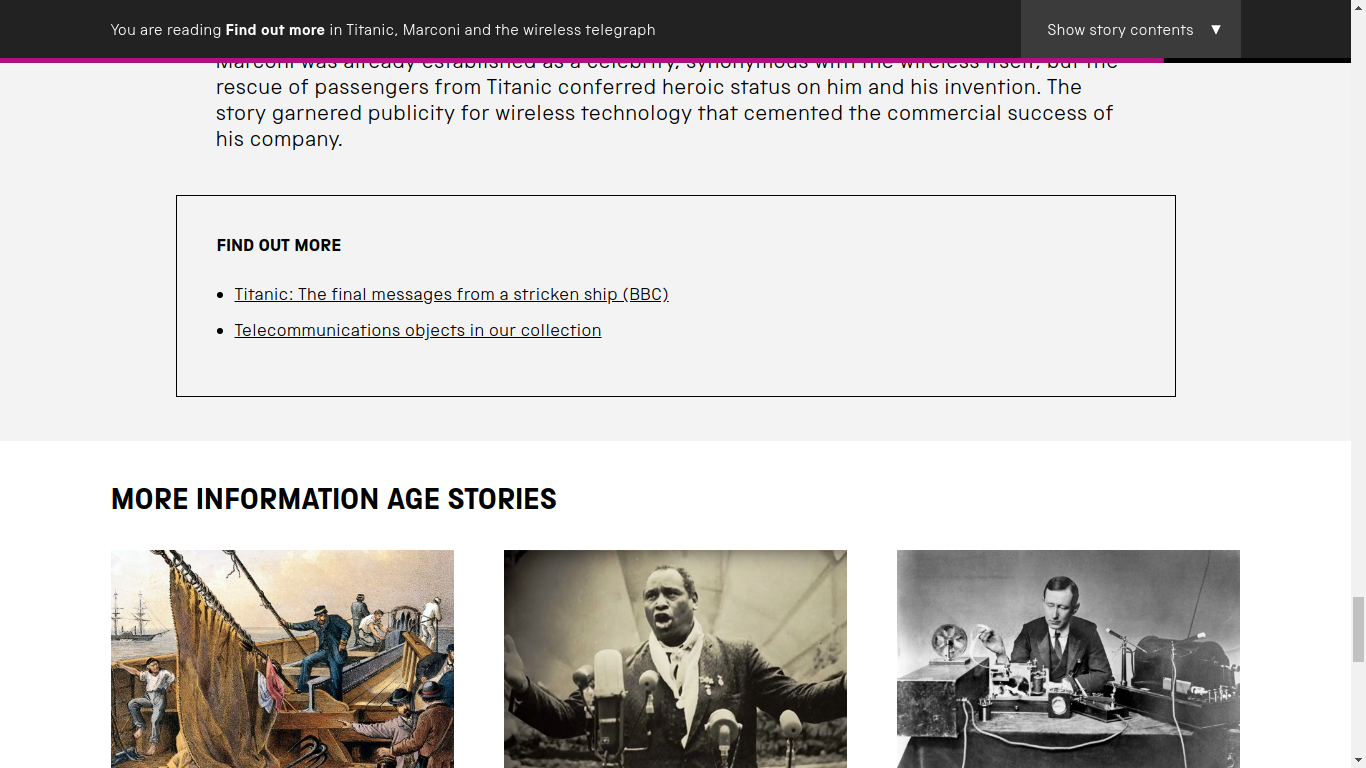 You are reading Find out more in Titanic, Marconi and the wireless telegraph
Show story contents ▼
Marconi was already established as a celebrity, synonymous with the wireless itself, but the
rescue of passengers from Titanic conferred heroic status on him and his invention. The
story garnered publicity for wireless technology that cemented the commercial success of
his company.
FIND OUT MORE
• Titanic: The final messages from a stricken ship (BBC)
• Telecommunications objects in our collection
MORE INFORMATION AGE STORIES